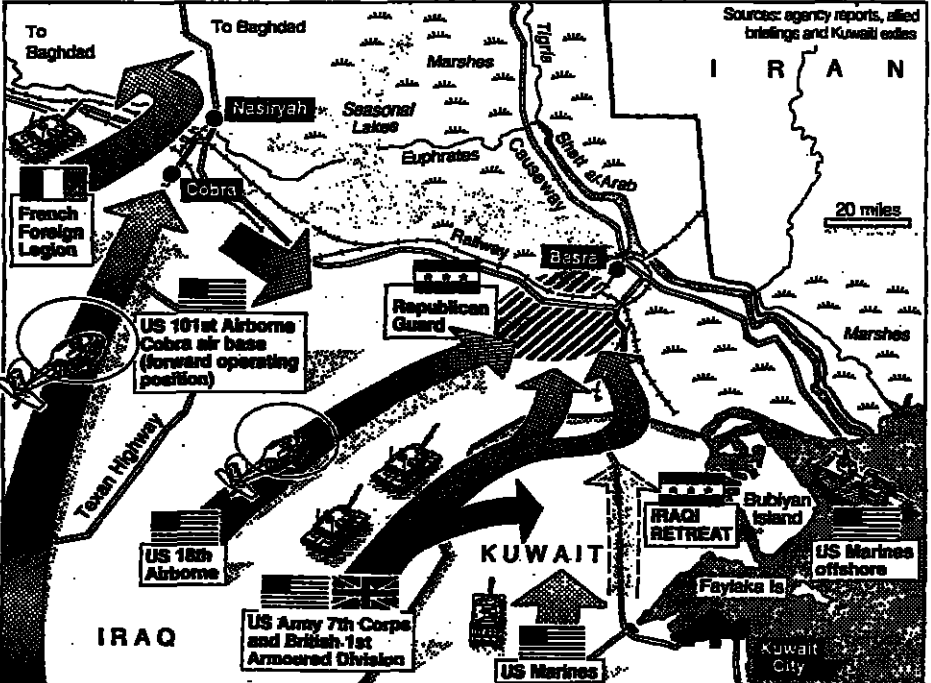 To
Baghdad
To Baghdad
Sources: agency reports, allied
briefings and Kuwaiti exiles
IRAN
Marshes
Tigris
Nasiryah
Seasonal
Lakes
Euphrates
Causeway
Shatt al Arab
Cobra
French
Foreign
Legion
20 miles
Railway
Basra
Republican
Guard
US 101st Airborne
Cobra air base
(forward operating
position)
Marshes
Texan Highway
US 18th
Airborne
IRAQI
RETREAT
Bubiyan
Island
US Marines
offshore
KUWAIT
Faylaka Is
IRAQ
US Army 7th Corps
and British 1st
Armoured Division
US Marines
Kuwait
City